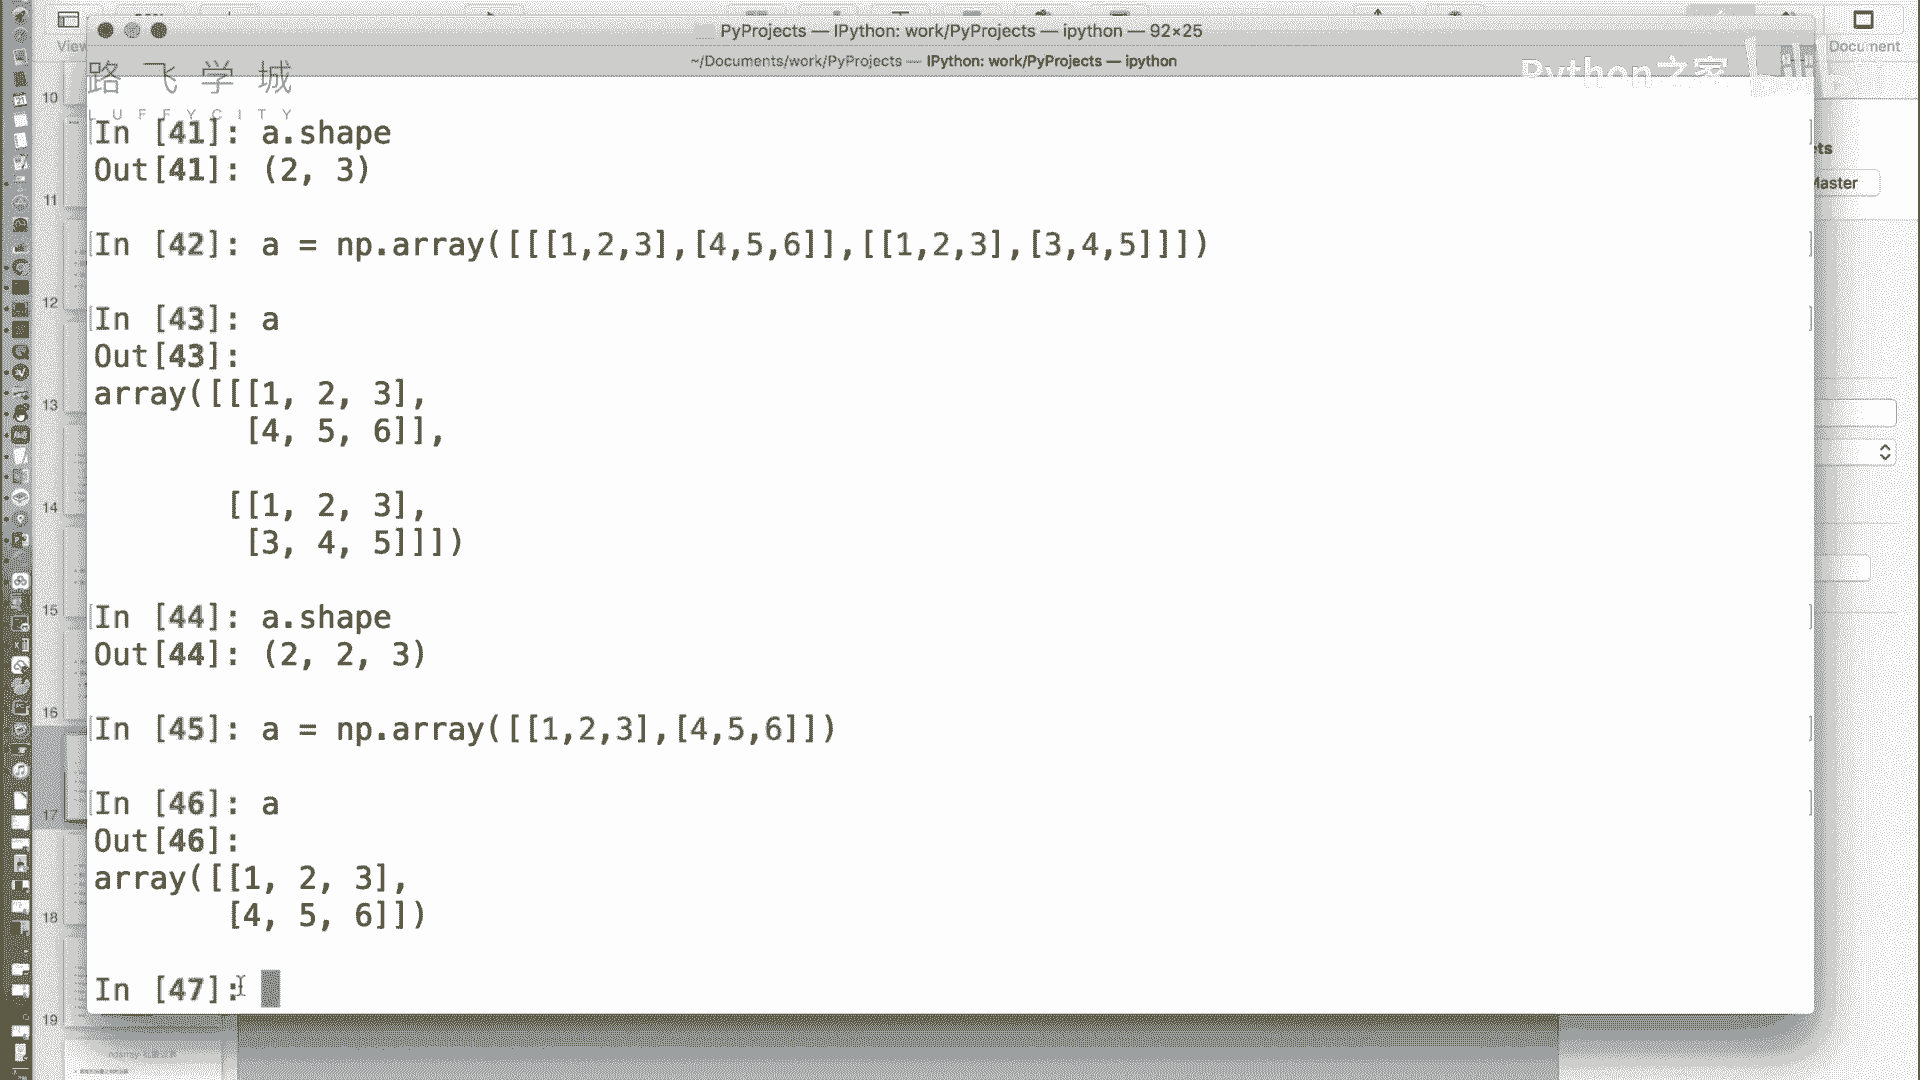 View
PyProjects — IPython: work/PyProjects — ipython — 92×25
Document
~/Documents/work/PyProjects — IPython: work/PyProjects — ipython
路飞学城
LUFFYCITY
Python之家
In [41]: a.shape
Out[41]: (2, 3)
In [42]: a = np.array([[[1,2,3],[4,5,6]],[[1,2,3],[3,4,5]]])
In [43]: a
Out[43]:
array([[[1, 2, 3],
[4, 5, 6]],
[[1, 2, 3],
[3, 4, 5]]])
In [44]: a.shape
Out[44]: (2, 2, 3)
In [45]: a = np.array([[1,2,3],[4,5,6]])
In [46]: a
Out[46]:
array([[1, 2, 3],
[4, 5, 6]])
In [47]:
10
11
12
13
14
15
16
17
18
19
Master